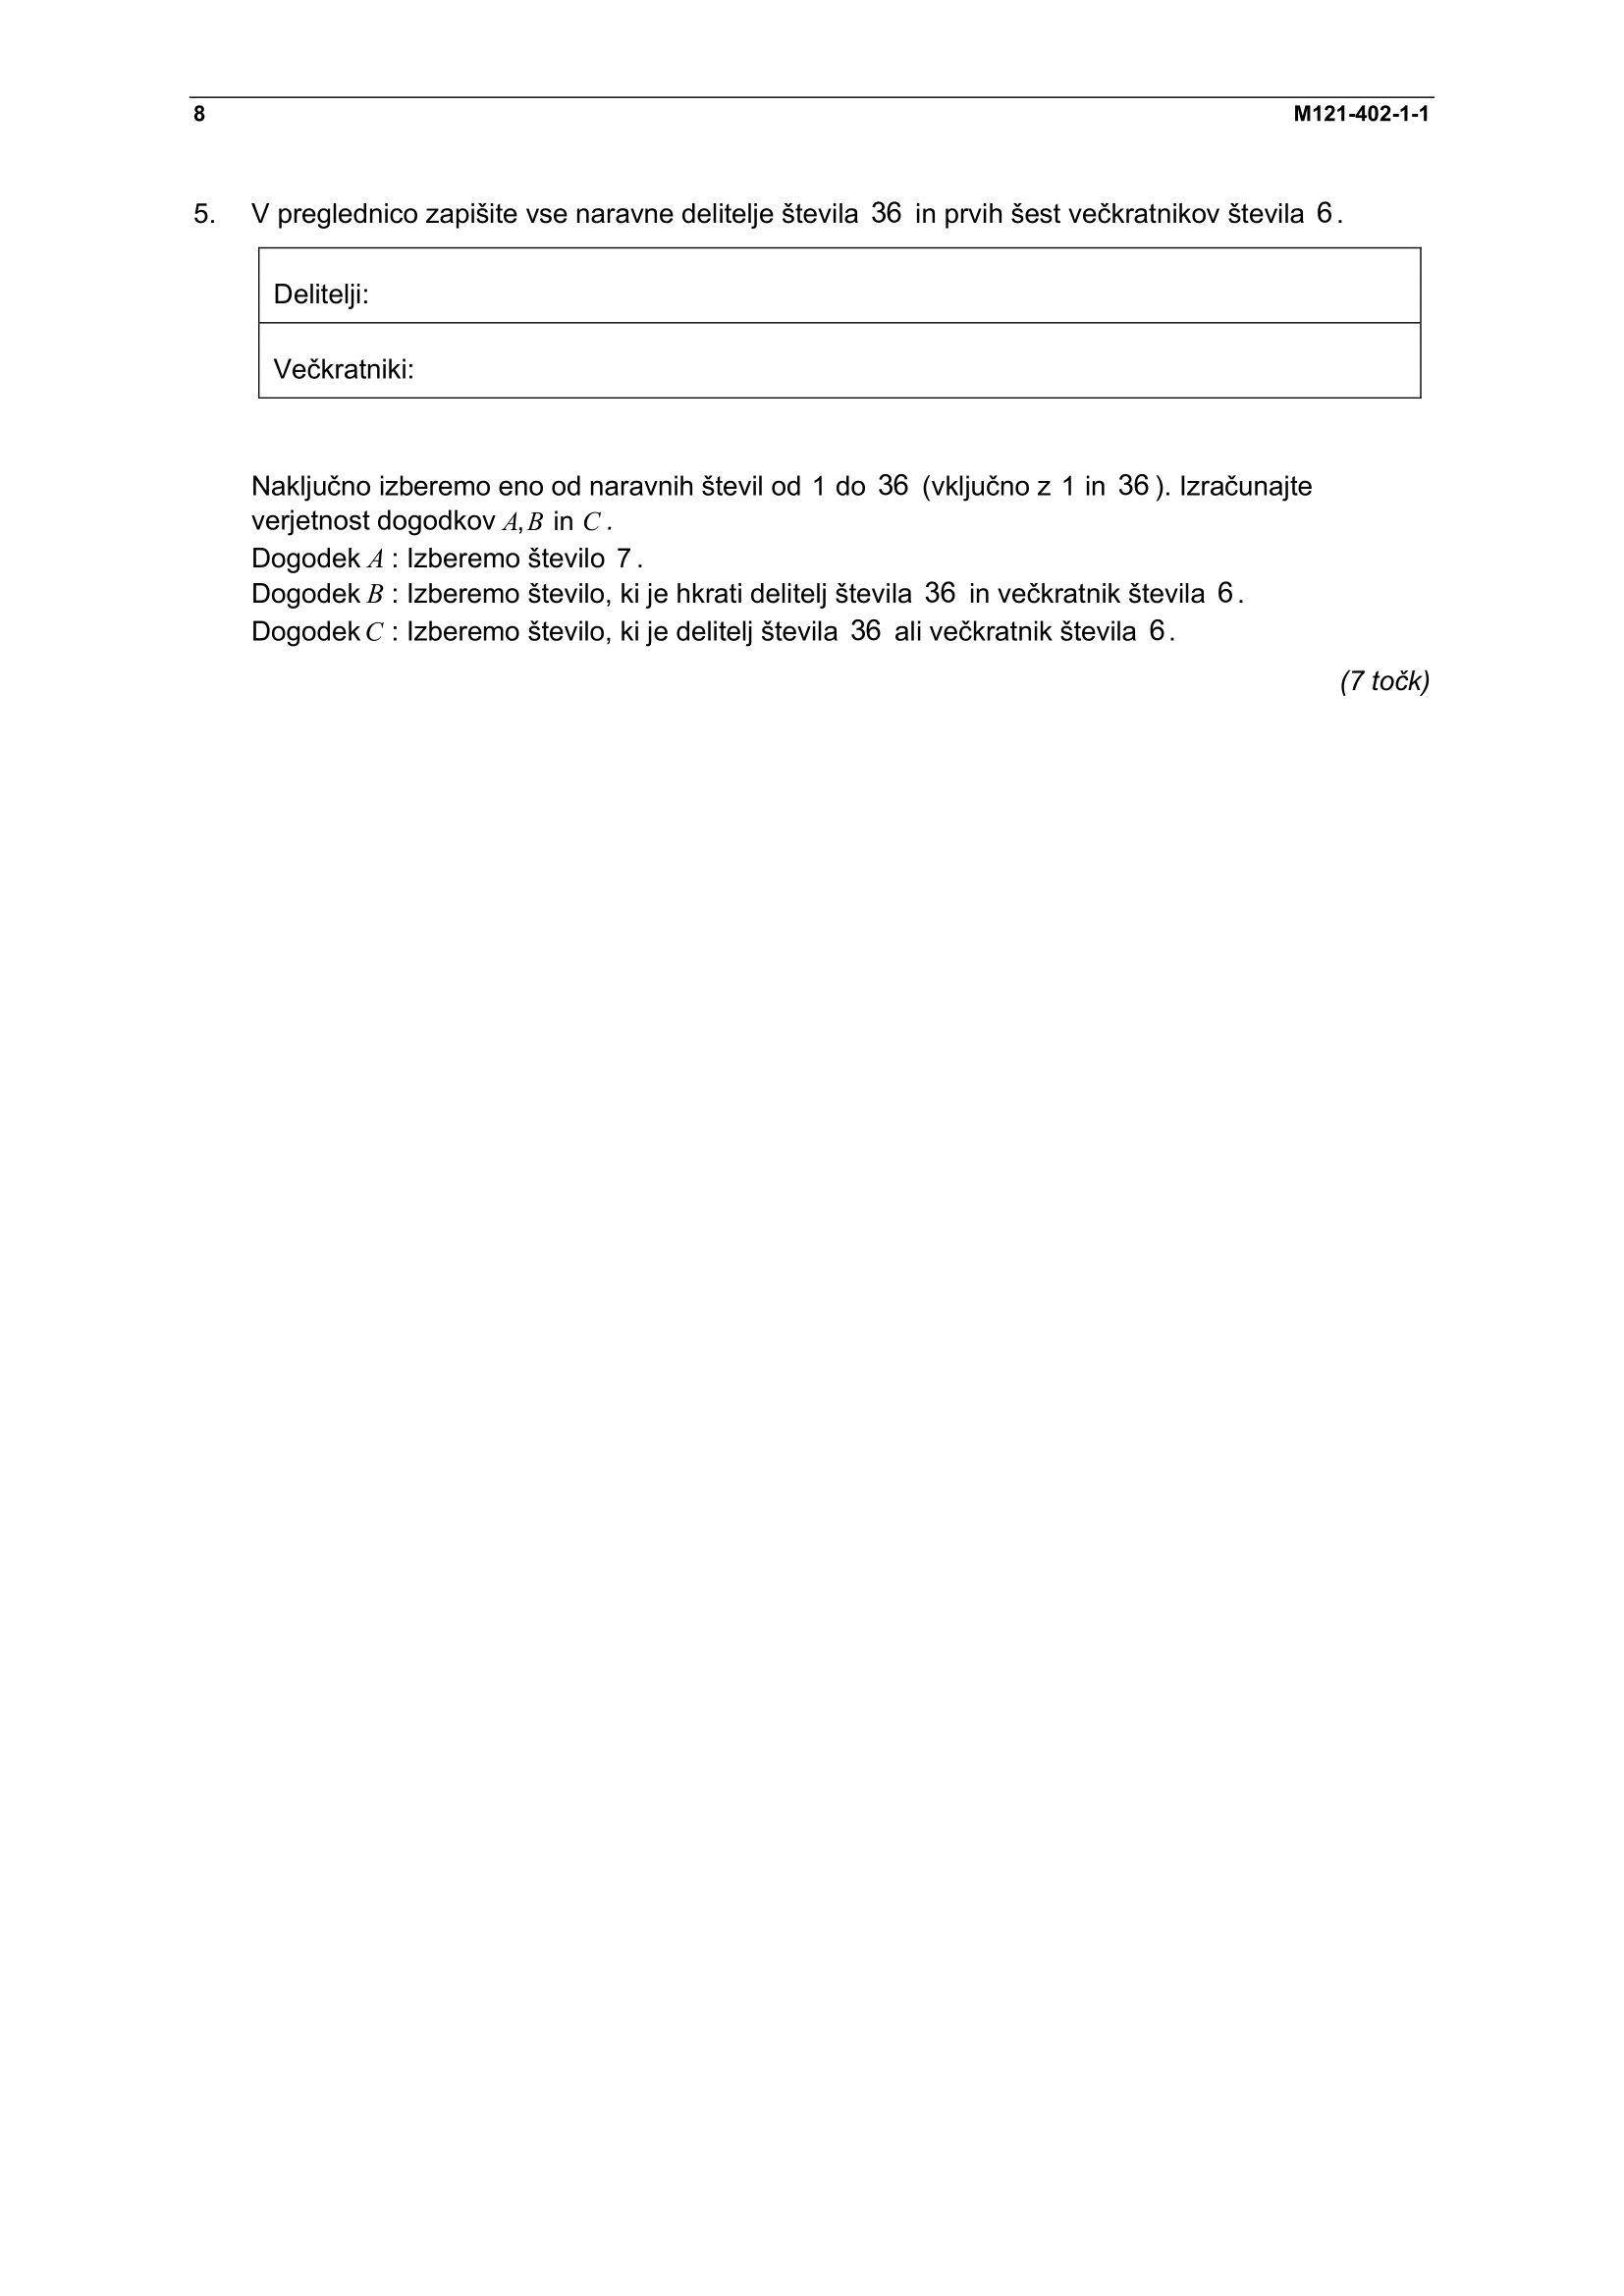 8 M121-402-1-1
5. V preglednico zapišite vse naravne delitelje števila 36 in prvih šest večkratnikov števila 6.
Delitelji:
Večkratniki:
Naključno izberemo eno od naravnih števil od 1 do 36 (vključno z 1 in 36). Izračunajte
verjetnost dogodkov A, B in C.
Dogodek A: Izberemo število 7.
Dogodek B: Izberemo število, ki je hkrati delitelj števila 36 in večkratnik števila 6.
Dogodek C: Izberemo število, ki je delitelj števila 36 ali večkratnik števila 6.
(7 točk)